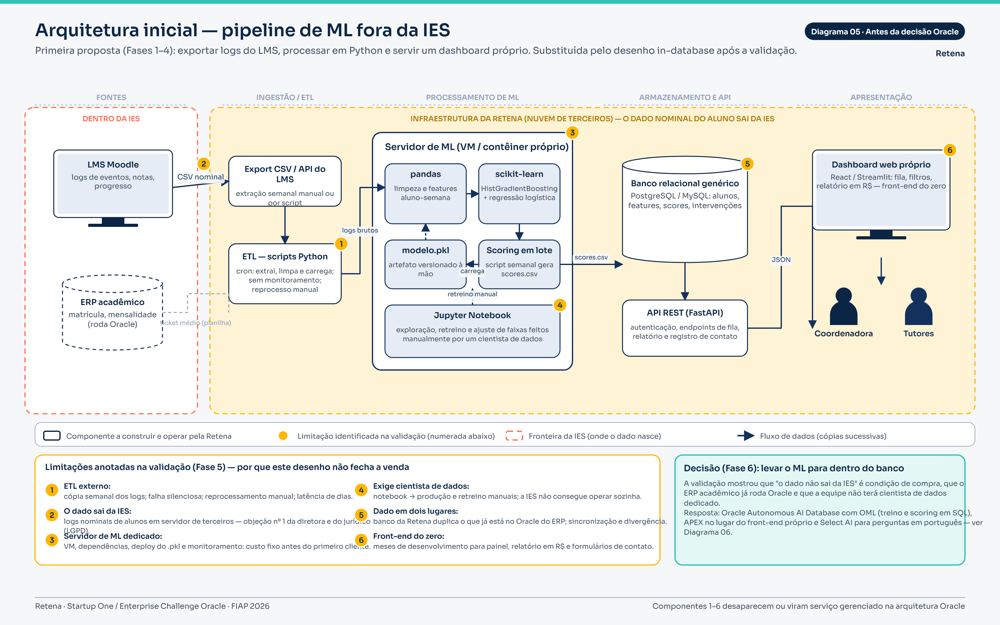 Arquitetura inicial — pipeline de ML fora da IES
Diagrama 05 · Antes da decisão Oracle
Primeira proposta (Fases 1–4): exportar logs do LMS, processar em Python e servir um dashboard próprio. Substituída pelo desenho in-database após a validação.
Retena
FONTES
INGESTÃO / ETL
PROCESSAMENTO DE ML
ARMAZENAMENTO E API
APRESENTAÇÃO
DENTRO DA IES
INFRAESTRUTURA DA RETENA (NUVEM DE TERCEIROS) — O DADO NOMINAL DO ALUNO SAI DA IES
LMS Moodle
logs de eventos, notas,
progresso
2
CSV nominal
ERP acadêmico
matrícula, mensalidade
(roda Oracle)
ticket médio (planilha)
Export CSV / API do
LMS
extração semanal manual ou
por script
1
ETL — scripts Python
cron: extrai, limpa e carrega;
sem monitoramento;
reprocesso manual
logs brutos
3
Servidor de ML (VM / contêiner próprio)
pandas
limpeza e features
aluno-semana
scikit-learn
HistGradientBoosting
+ regressão logística
modelo.pkl
artefato versionado à
mão
carrega
Scoring em lote
script semanal gera
scores.csv
retreino manual
4
Jupyter Notebook
exploração, retreino e ajuste de faixas feitos
manualmente por um cientista de dados
scores.csv
5
Banco relacional genérico
PostgreSQL / MySQL: alunos,
features, scores, intervenções
API REST (FastAPI)
autenticação, endpoints de fila,
relatório e registro de contato
JSON
6
Dashboard web próprio
React / Streamlit: fila, filtros,
relatório em R$ — front-end do zero
Coordenadora
Tutores
Componente a construir e operar pela Retena
Limitação identificada na validação (numerada abaixo)
Fronteira da IES (onde o dado nasce)
Fluxo de dados (cópias sucessivas)
Limitações anotadas na validação (Fase 5) — por que este desenho não fecha a venda
1
ETL externo:
cópia semanal dos logs; falha silenciosa; reprocessamento manual; latência de dias.
2
O dado sai da IES:
logs nominais de alunos em servidor de terceiros — objeção nº 1 da diretora e do jurídico
(LGPD).
3
Servidor de ML dedicado:
VM, dependências, deploy do .pkl e monitoramento: custo fixo antes do primeiro cliente.
4
Exige cientista de dados:
notebook → produção e retreino manuais; a IES não consegue operar sozinha.
5
Dado em dois lugares:
banco da Retena duplica o que já está no Oracle do ERP; sincronização e divergência.
6
Front-end do zero:
meses de desenvolvimento para painel, relatório em R$ e formulários de contato.
Decisão (Fase 6): levar o ML para dentro do banco
A validação mostrou que "o dado não sai da IES" é condição de compra, que o
ERP acadêmico já roda Oracle e que a equipe não terá cientista de dados
dedicado.
Resposta: Oracle Autonomous AI Database com OML (treino e scoring em SQL),
APEX no lugar do front-end próprio e Select AI para perguntas em português — ver
Diagrama 06.
Retena · Startup One / Enterprise Challenge Oracle · FIAP 2026
Componentes 1–6 desaparecem ou viram serviço gerenciado na arquitetura Oracle